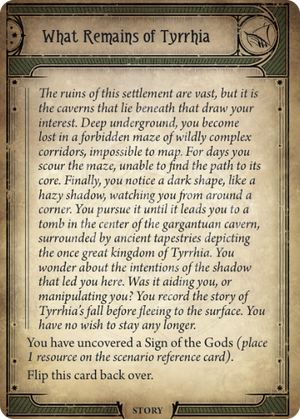 What Remains of Tyrrhia
The ruins of this settlement are vast, but it is
the caverns that lie beneath that draw your
interest. Deep underground, you become
lost in a forbidden maze of wildly complex
corridors, impossible to map. For days you
scour the maze, unable to find the path to its
core. Finally, you notice a dark shape, like a
hazy shadow, watching you from around a
corner. You pursue it until it leads you to a
tomb in the center of the gargantuan cavern,
surrounded by ancient tapestries depicting
the once great kingdom of Tyrrhia. You
wonder about the intentions of the shadow
that led you here. Was it aiding you, or
manipulating you? You record the story of
Tyrrhia's fall before fleeing to the surface. You
have no wish to stay any longer.
You have uncovered a Sign of the Gods (place
1 resource on the scenario reference card).
Flip this card back over.
STORY